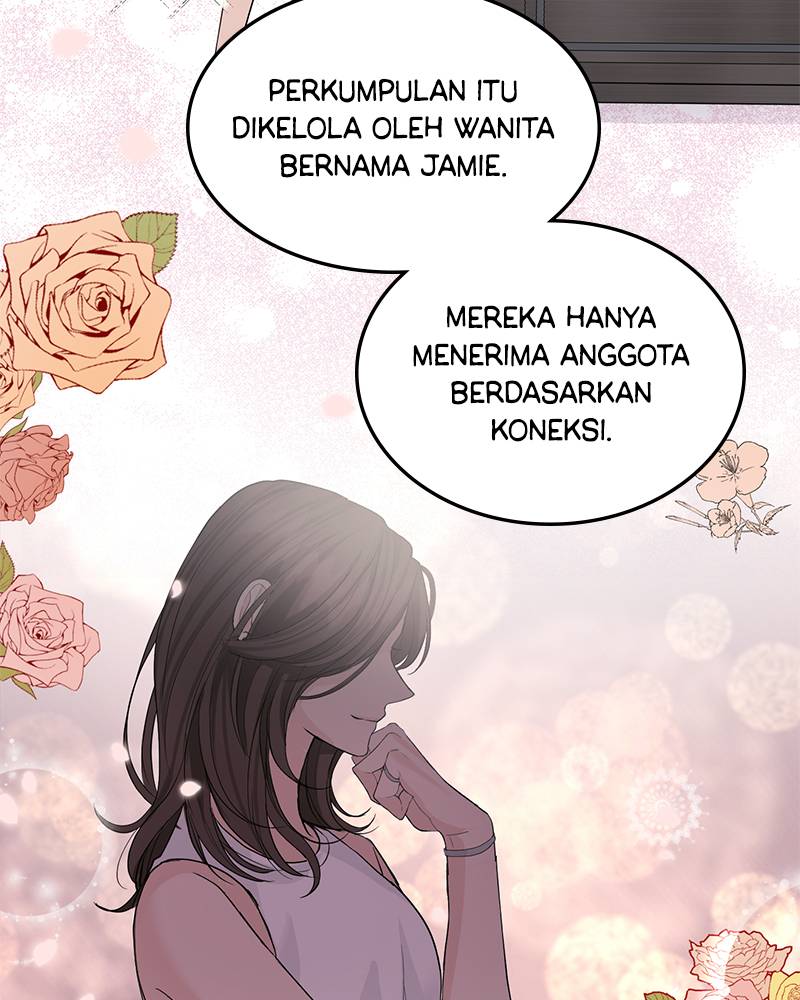 PERKUMPULAN ITU
DIKELOLA OLEH WANITA
BERNAMA JAMIE.
MEREKA HANYA
MENERIMA ANGGOTA
BERDASARKAN
KONEKSI.